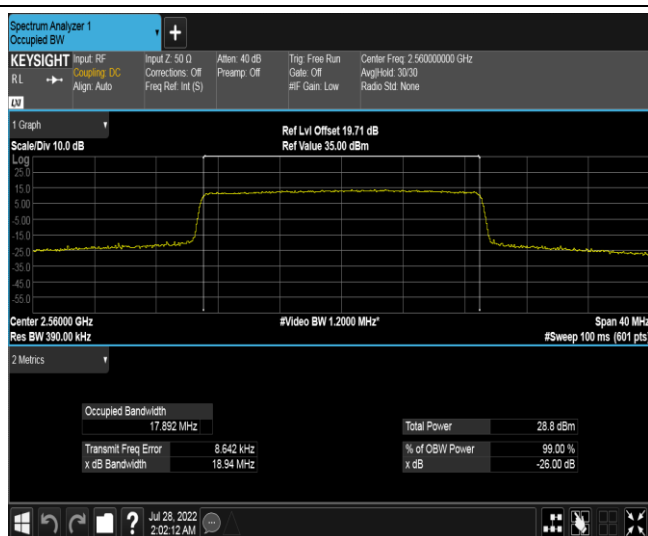 Spectrum Analyzer 1
Occupied BW
+
KEYSIGHT Input: RF Input Z: 50 Ω Atten: 40 dB Trig: Free Run Center Freq: 2.560000000 GHz
RL Coupling: DC Corrections: Off Preamp: Off Gate: Off Avg|Hold: 30/30
Align: Auto Freq Ref: Int (S) #IF Gain: Low Radio Std: None
LXI
1 Graph
Ref Lvl Offset 19.71 dB
Scale/Div 10.0 dB Ref Value 35.00 dBm
Log
25.0
15.0
5.00
-5.00
-15.0
-25.0
-35.0
-45.0
-55.0
Center 2.56000 GHz #Video BW 1.2000 MHz* Span 40 MHz
Res BW 390.00 kHz #Sweep 100 ms (601 pts)
2 Metrics
Occupied Bandwidth
17.892 MHz Total Power 28.8 dBm
Transmit Freq Error 8.642 kHz % of OBW Power 99.00 %
x dB Bandwidth 18.94 MHz x dB -26.00 dB
? Jul 28, 2022
2:02:12 AM